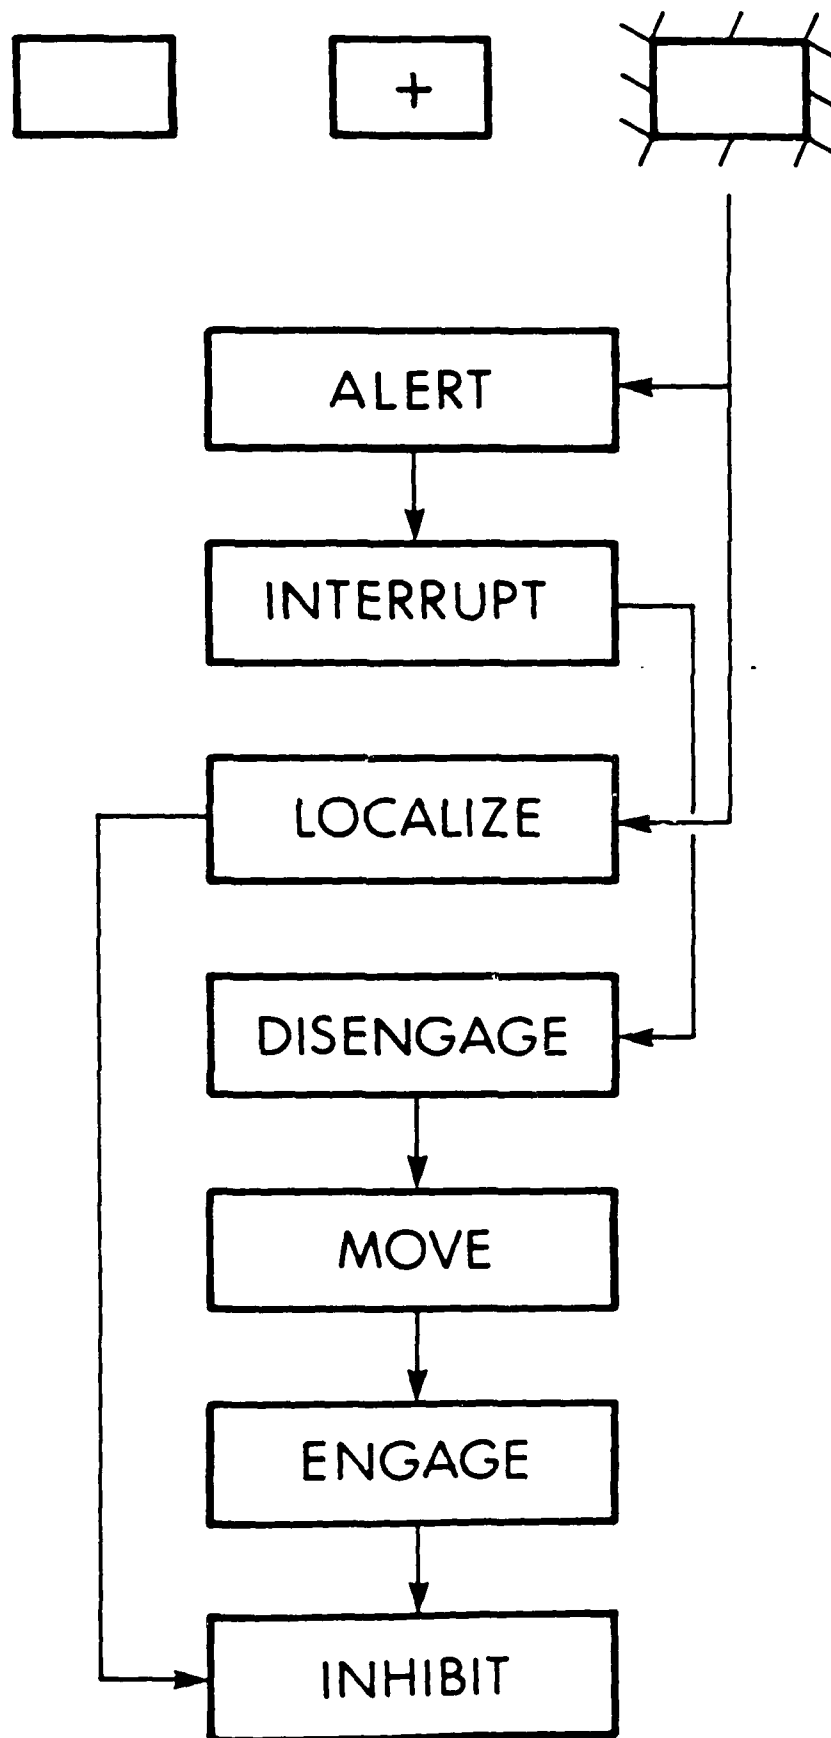 +
ALERT
INTERRUPT
LOCALIZE
DISENGAGE
MOVE
ENGAGE
INHIBIT